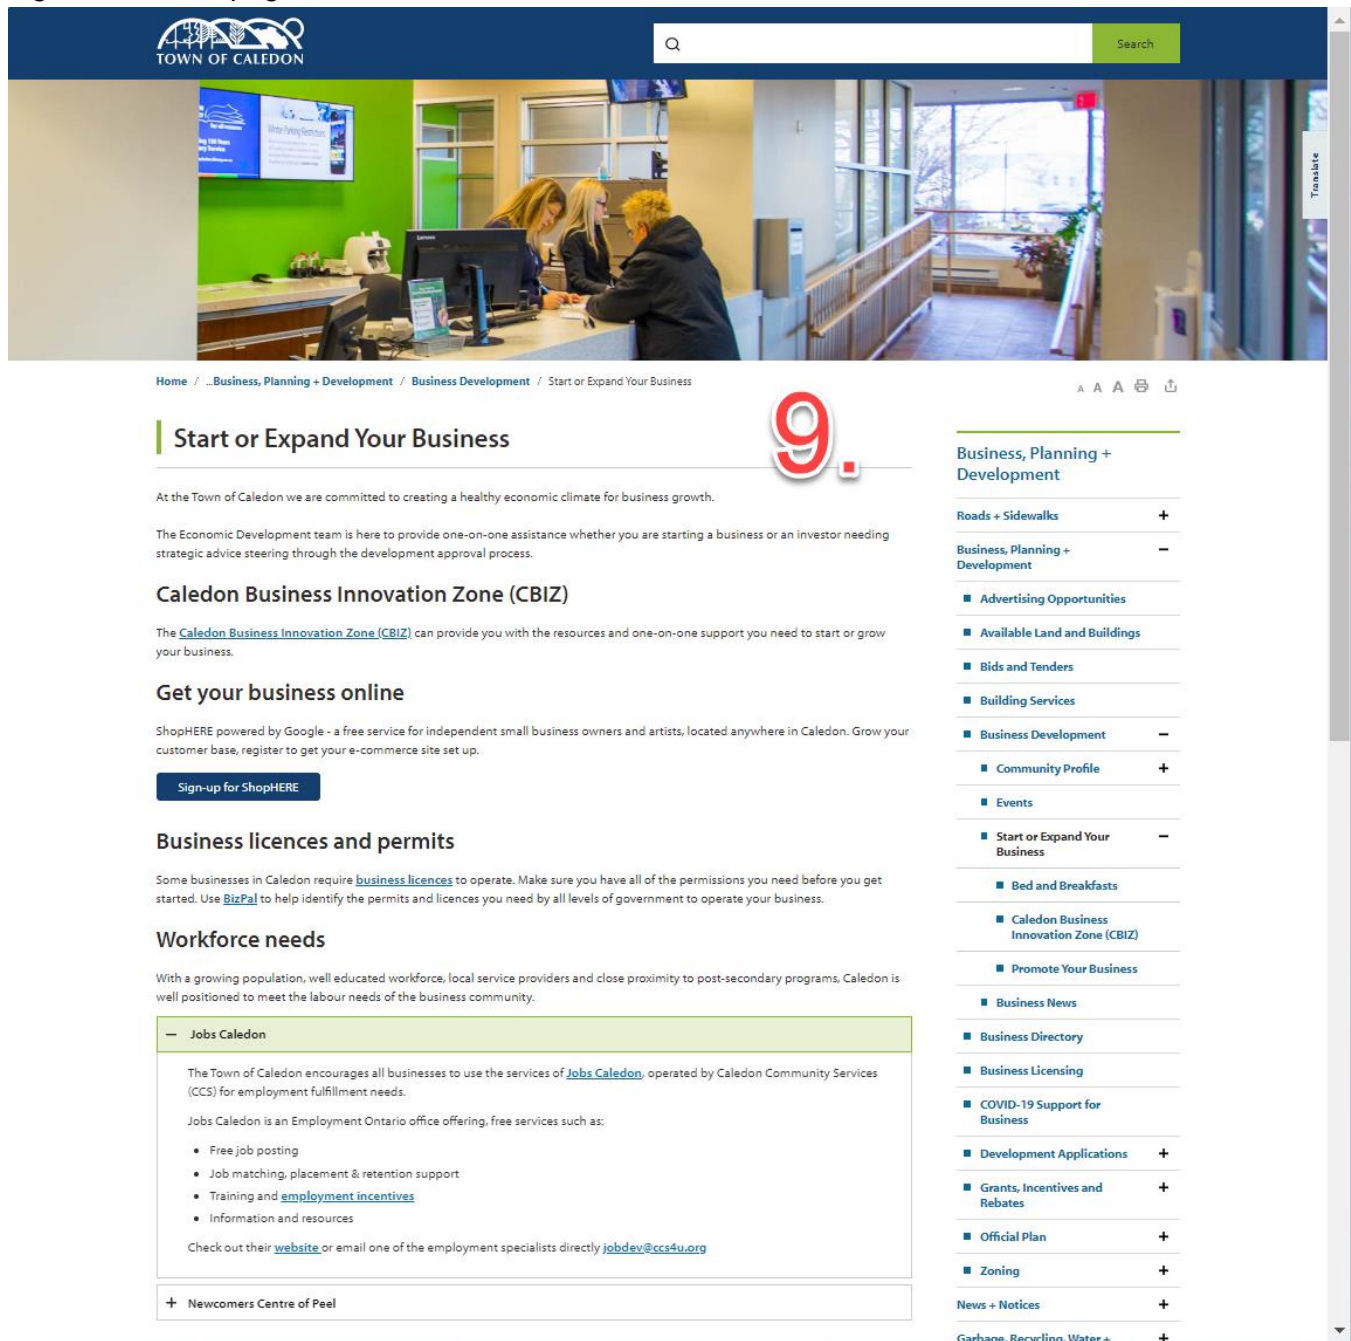 TOWN OF CALEDON
Search
Winter Parking Restrictions
Lenovo
Translate
Home / ...Business, Planning + Development / Business Development / Start or Expand Your Business
A A A
9.
Start or Expand Your Business
At the Town of Caledon we are committed to creating a healthy economic climate for business growth.
The Economic Development team is here to provide one-on-one assistance whether you are starting a business or an investor needing
strategic advice steering through the development approval process.
Caledon Business Innovation Zone (CBIZ)
The Caledon Business Innovation Zone (CBIZ) can provide you with the resources and one-on-one support you need to start or grow
your business.
Get your business online
ShopHERE powered by Google - a free service for independent small business owners and artists, located anywhere in Caledon. Grow your
customer base, register to get your e-commerce site set up.
Sign-up for ShopHERE
Business licences and permits
Some businesses in Caledon require business licences to operate. Make sure you have all of the permissions you need before you get
started. Use BizPal to help identify the permits and licences you need by all levels of government to operate your business.
Workforce needs
With a growing population, well educated workforce, local service providers and close proximity to post-secondary programs, Caledon is
well positioned to meet the labour needs of the business community.
— Jobs Caledon
The Town of Caledon encourages all businesses to use the services of Jobs Caledon, operated by Caledon Community Services
(CCS) for employment fulfillment needs.
Jobs Caledon is an Employment Ontario office offering, free services such as:
• Free job posting
• Job matching, placement & retention support
• Training and employment incentives
• Information and resources
Check out their website or email one of the employment specialists directly jobdev@ccs4u.org
+ Newcomers Centre of Peel
Business, Planning +
Development
Roads + Sidewalks +
Business, Planning + –
Development
Advertising Opportunities
Available Land and Buildings
Bids and Tenders
Building Services
Business Development –
Community Profile +
Events
Start or Expand Your –
Business
Bed and Breakfasts
Caledon Business
Innovation Zone (CBIZ)
Promote Your Business
Business News
Business Directory
Business Licensing
COVID-19 Support for
Business
Development Applications +
Grants, Incentives and +
Rebates
Official Plan +
Zoning +
News + Notices +
Garbage, Recycling, Water + +